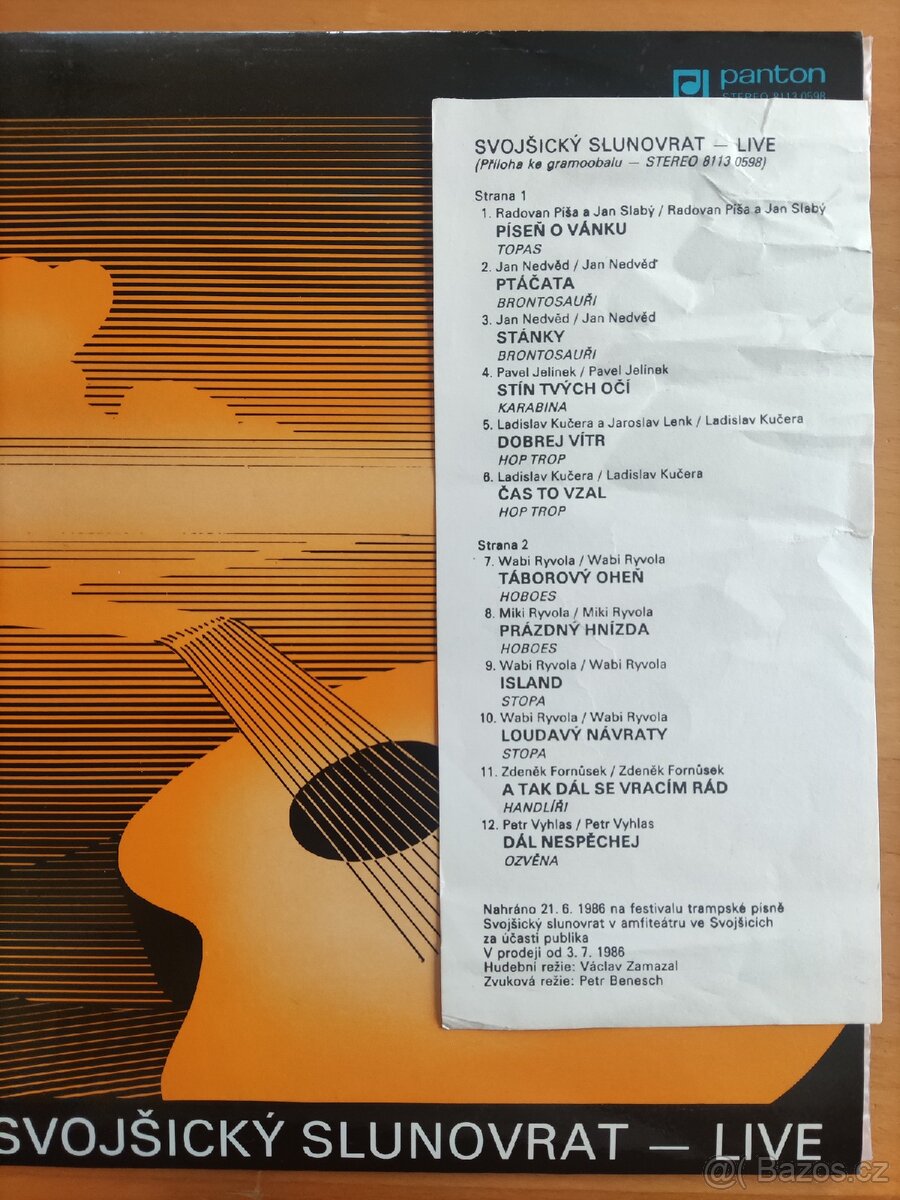 panton
STEREO 8113 0598
SVOJŠICKÝ SLUNOVRAT — LIVE
(Příloha ke gramoobalu — STEREO 8113 0598)
Strana 1
1. Radovan Píša a Jan Slabý / Radovan Píša a Jan Slabý
PÍSEŇ O VÁNKU
TOPAS
2. Jan Nedvěd / Jan Nedvěď
PTÁČATA
BRONTOSAUŘI
3. Jan Nedvěd / Jan Nedvěd
STÁNKY
BRONTOSAUŘI
4. Pavel Jelínek / Pavel Jelínek
STÍN TVÝCH OČÍ
KARABINA
5. Ladislav Kučera a Jaroslav Lenk / Ladislav Kučera
DOBREJ VÍTR
HOP TROP
6. Ladislav Kučera / Ladislav Kučera
ČAS TO VZAL
HOP TROP
Strana 2
7. Wabi Ryvola / Wabi Ryvola
TÁBOROVÝ OHEŇ
HOBOES
8. Miki Ryvola / Miki Ryvola
PRÁZDNÝ HNÍZDA
HOBOES
9. Wabi Ryvola / Wabi Ryvola
ISLAND
STOPA
10. Wabi Ryvola / Wabi Ryvola
LOUDAVÝ NÁVRATY
STOPA
11. Zdeněk Fornůsek / Zdeněk Fornůsek
A TAK DÁL SE VRACÍM RÁD
HANDLÍŘI
12. Petr Vyhlas / Petr Vyhlas
DÁL NESPĚCHEJ
OZVĚNA
Nahráno 21. 6. 1986 na festivalu trampské písně
Svojšický slunovrat v amfiteátru ve Svojšicích
za účasti publika
V prodeji od 3. 7. 1986
Hudební režie: Václav Zamazal
Zvuková režie: Petr Benesch
SVOJŠICKÝ SLUNOVRAT — LIVE
@ Bazos.cz